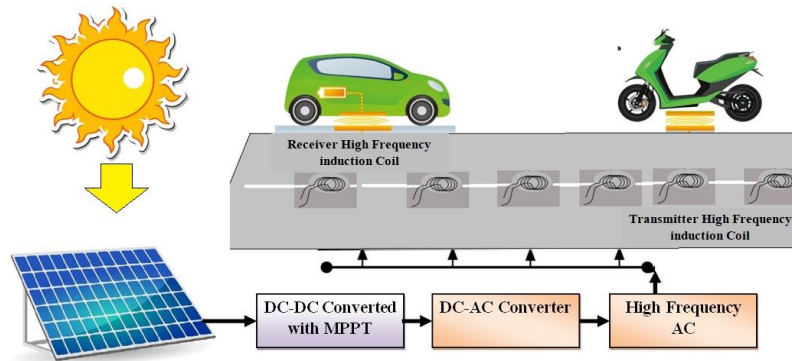 Receiver High Frequency
induction Coil
Transmitter High Frequency
induction Coil
DC-DC Converted
with MPPT
DC-AC Converter
High Frequency
AC